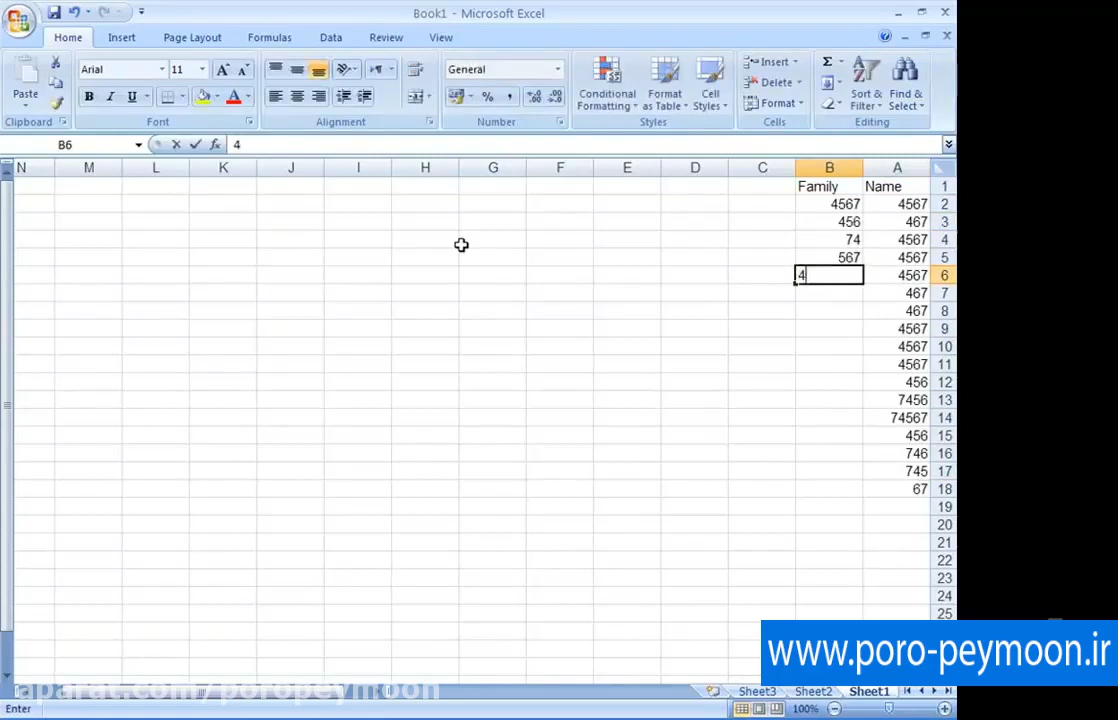 Book1 - Microsoft Excel
Home Insert Page Layout Formulas Data Review View
Arial 11 General
Paste
B I U
Conditional Formatting
Format as Table
Cell Styles
Insert
Delete
Format
Sort & Filter
Find & Select
Clipboard Font Alignment Number Styles Cells Editing
B6 4
N M L K J I H G F E D C B A
Family Name 1
4567 4567 2
456 467 3
74 4567 4
567 4567 5
4 4567 6
467 7
467 8
4567 9
4567 10
4567 11
456 12
7456 13
74567 14
456 15
746 16
745 17
67 18
19
20
21
22
23
24
25
www.poro-peymoon.ir
aparat.com/poropeymoon
Sheet3 Sheet2 Sheet1
Enter 100%